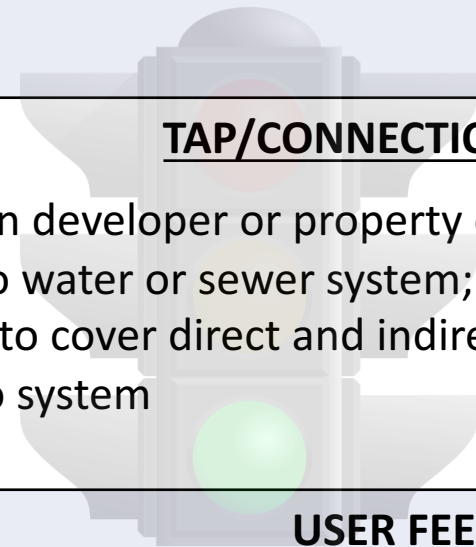 TAP/CONNECTIO
n developer or property
o water or sewer system;
to cover direct and indire
o system
USER FEE